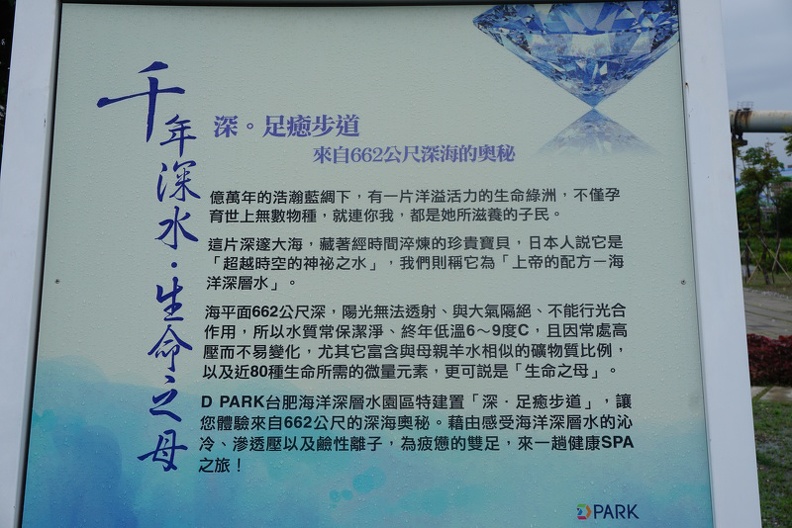 千年深水・生命之母
深。足癒步道
來自662公尺深海的奧秘
億萬年的浩瀚藍綢下，有一片洋溢活力的生命綠洲，不僅孕
育世上無數物種，就連你我，都是她所滋養的子民。
這片深邃大海，藏著經時間淬煉的珍貴寶貝，日本人說它是
「超越時空的神祕之水」，我們則稱它為「上帝的配方－海
洋深層水」。
海平面662公尺深，陽光無法透射、與大氣隔絕、不能行光合
作用，所以水質常保潔淨、終年低溫6～9度C，且因常處高
壓而不易變化，尤其它富含與母親羊水相似的礦物質比例，
以及近80種生命所需的微量元素，更可說是「生命之母」。
D PARK台肥海洋深層水園區特建置「深．足癒步道」，讓
您體驗來自662公尺的深海奧秘。藉由感受海洋深層水的沁
冷、滲透壓以及鹼性離子，為疲憊的雙足，來一趟健康SPA
之旅！
DPARK